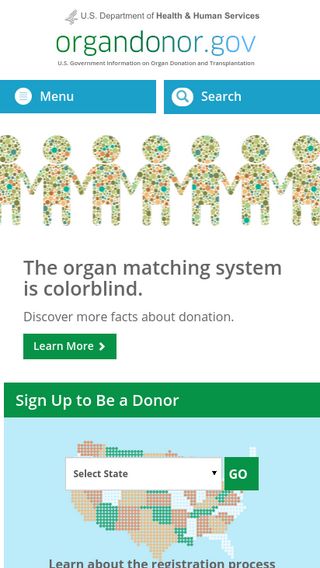 U.S. Department of Health & Human Services
organdonor.gov
U.S. Government Information on Organ Donation and Transplantation
Menu
Search
The organ matching system
is colorblind.
Discover more facts about donation.
Learn More
Sign Up to Be a Donor
Select State
GO
Learn about the registration process